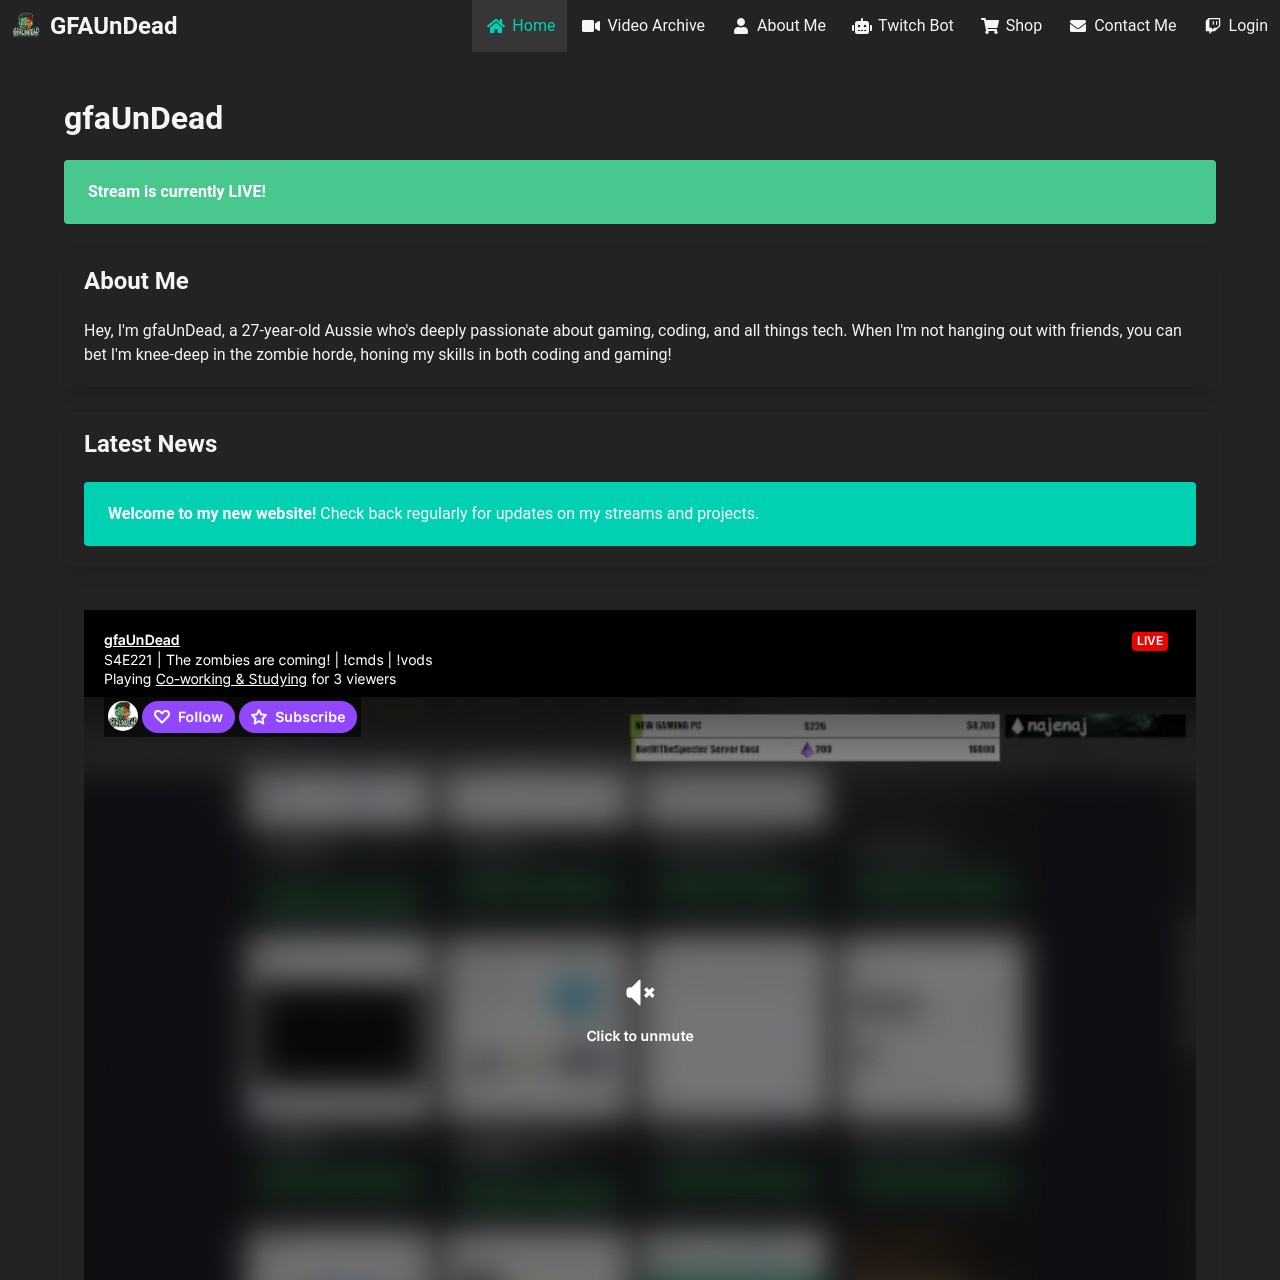 GFAUnDead
Home
Video Archive
About Me
Twitch Bot
Shop
Contact Me
Login
gfaUnDead
Stream is currently LIVE!
About Me
Hey, I'm gfaUnDead, a 27-year-old Aussie who's deeply passionate about gaming, coding, and all things tech. When I'm not hanging out with friends, you can
bet I'm knee-deep in the zombie horde, honing my skills in both coding and gaming!
Latest News
Welcome to my new website! Check back regularly for updates on my streams and projects.
gfaUnDead
LIVE
S4E221 | The zombies are coming! | !cmds | !vods
Playing Co-working & Studying for 3 viewers
Follow
Subscribe
NEW GAMING PC
$226
najenaj
Server Cost
Click to unmute